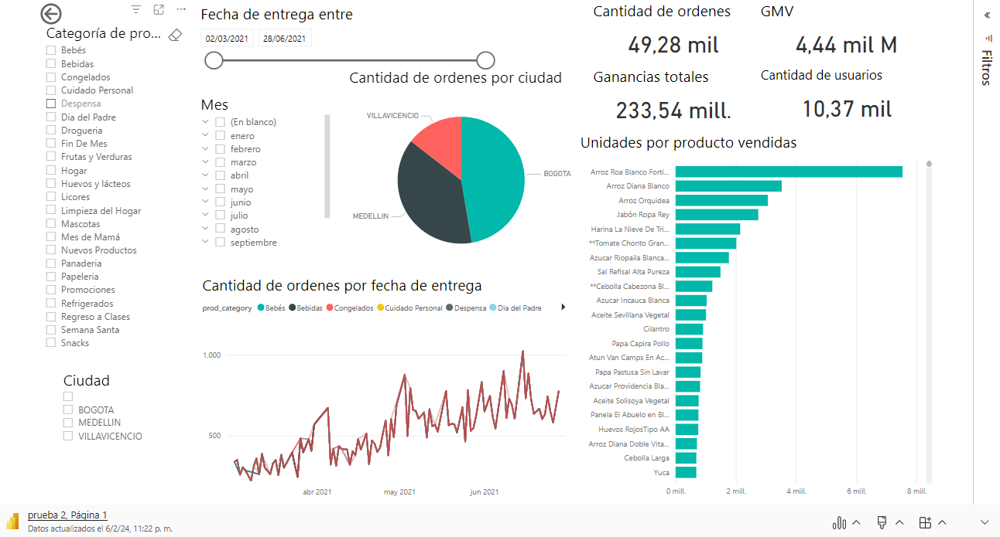 Categoría de pro...
Bebés
Bebidas
Congelados
Cuidado Personal
Despensa
Dia del Padre
Drogueria
Fin De Mes
Frutas y Verduras
Hogar
Huevos y lácteos
Licores
Limpieza del Hogar
Mascotas
Mes de Mamá
Nuevos Productos
Panaderia
Papeleria
Promociones
Refrigerados
Regreso a Clases
Semana Santa
Snacks
Ciudad
BOGOTA
MEDELLIN
VILLAVICENCIO
Fecha de entrega entre
02/03/2021 28/06/2021
Mes
(En blanco)
enero
febrero
marzo
abril
mayo
junio
julio
agosto
septiembre
Cantidad de ordenes por ciudad
VILLAVICENCIO
BOGOTA
MEDELLIN
Cantidad de ordenes por fecha de entrega
prod_category Bebés Bebidas Congelados Cuidado Personal Despensa Dia del Padre
1.000
500
abr 2021 may 2021 jun 2021
Cantidad de ordenes
49,28 mil
GMV
4,44 mil M
Ganancias totales
233,54 mill.
Cantidad de usuarios
10,37 mil
Unidades por producto vendidas
Arroz Roa Blanco Forti...
Arroz Diana Blanco
Arroz Orquidea
Jabón Ropa Rey
Harina La Nieve De Tri...
**Tomate Chonto Gran...
Azucar Riopaila Blanca...
Sal Refisal Alta Pureza
**Cebolla Cabezona Bl...
Azucar Incauca Blanca
Aceite Sevillana Vegetal
Cilantro
Papa Capira Pollo
Atun Van Camps En Ac...
Papa Pastusa Sin Lavar
Azucar Providencia Bla...
Aceite Solisoya Vegetal
Panela El Abuelo en Bl...
Huevos RojosTipo AA
Arroz Diana Doble Vita...
Cebolla Larga
Yuca
0 mill. 2 mill. 4 mill. 6 mill. 8 mill.
Filtros
prueba 2, Página 1
Datos actualizados el 6/2/24, 11:22 p. m.